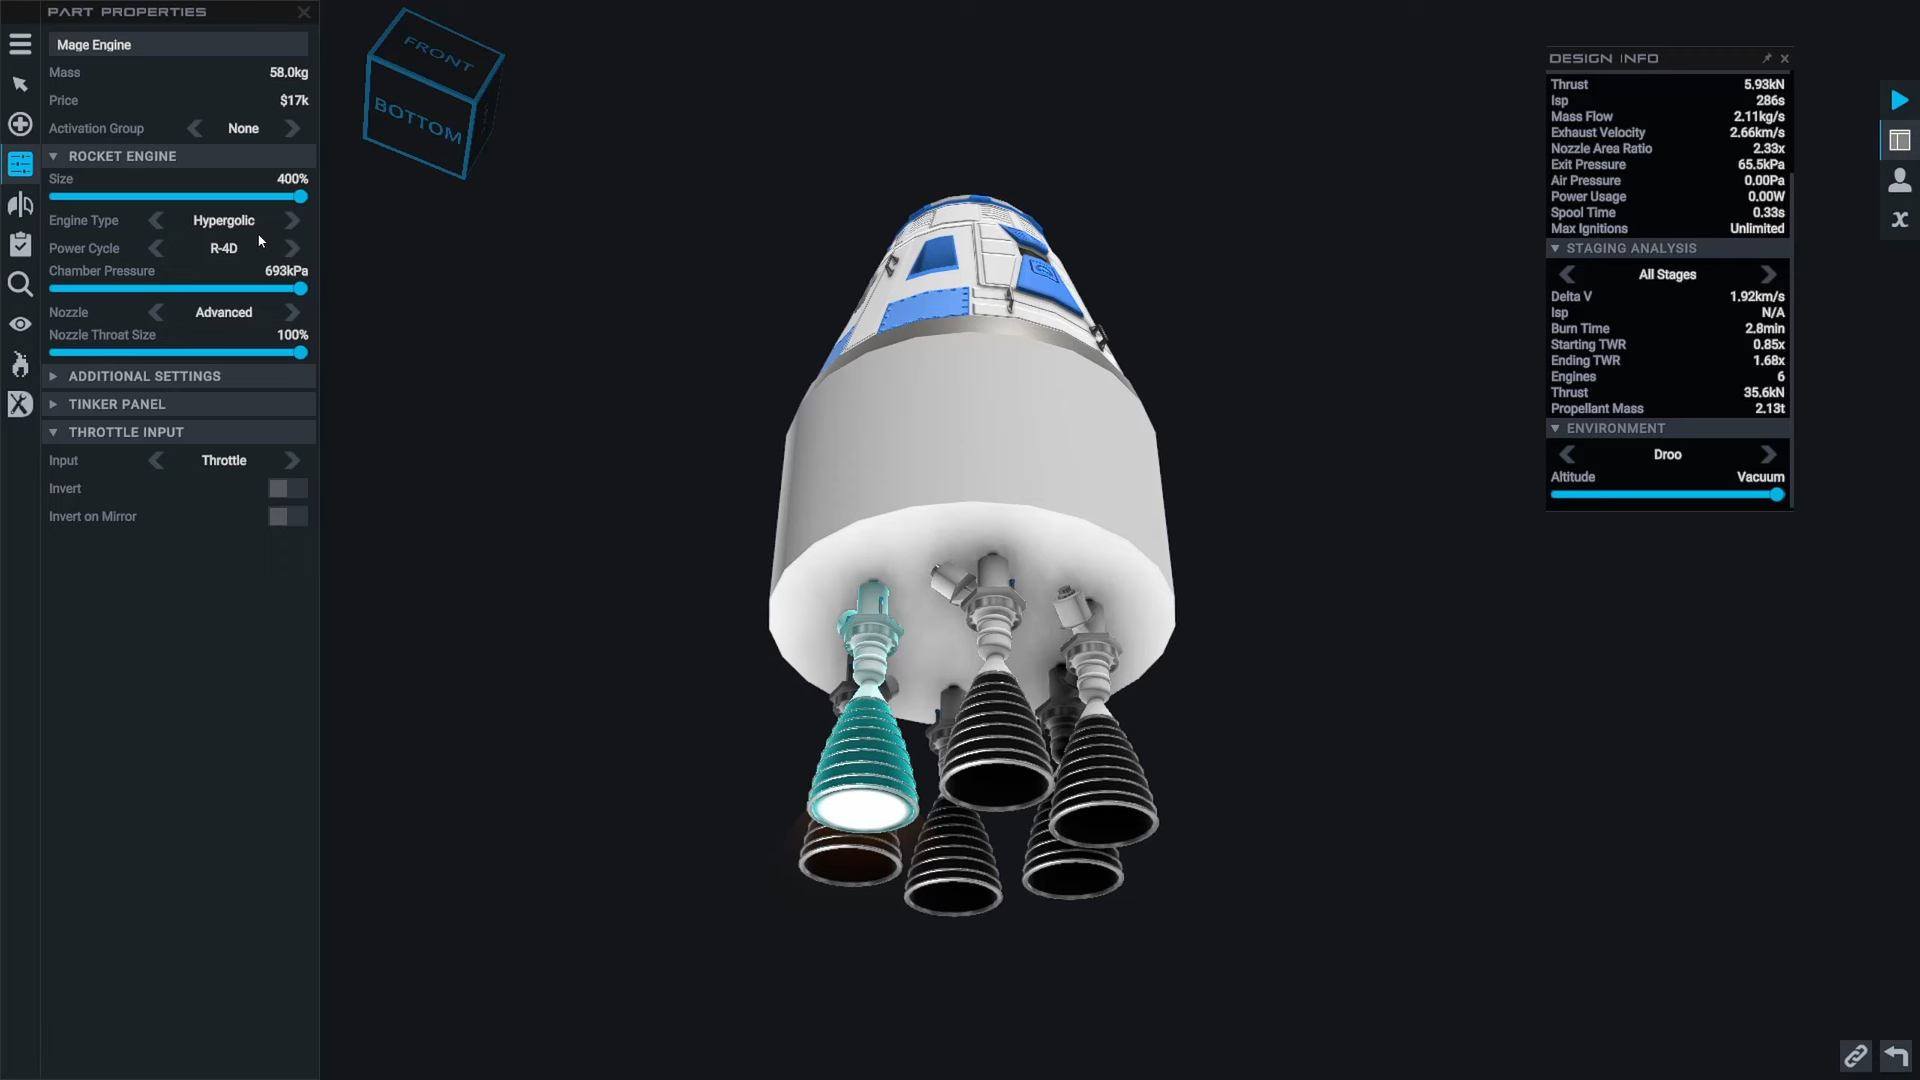 PART PROPERTIES
Mage Engine
Mass 58.0kg
Price $17k
Activation Group None
ROCKET ENGINE
Size 400%
Engine Type Hypergolic
Power Cycle R-4D
Chamber Pressure 693kPa
Nozzle Advanced
Nozzle Throat Size 100%
ADDITIONAL SETTINGS
TINKER PANEL
THROTTLE INPUT
Input Throttle
Invert
Invert on Mirror
FRONT
BOTTOM
DESIGN INFO
Thrust 5.93kN
Isp 286s
Mass Flow 2.11kg/s
Exhaust Velocity 2.66km/s
Nozzle Area Ratio 2.33x
Exit Pressure 65.5kPa
Air Pressure 0.00Pa
Power Usage 0.00W
Spool Time 0.33s
Max Ignitions Unlimited
STAGING ANALYSIS
All Stages
Delta V 1.92km/s
Isp N/A
Burn Time 2.8min
Starting TWR 0.85x
Ending TWR 1.68x
Engines 6
Thrust 35.6kN
Propellant Mass 2.13t
ENVIRONMENT
Droo
Altitude Vacuum